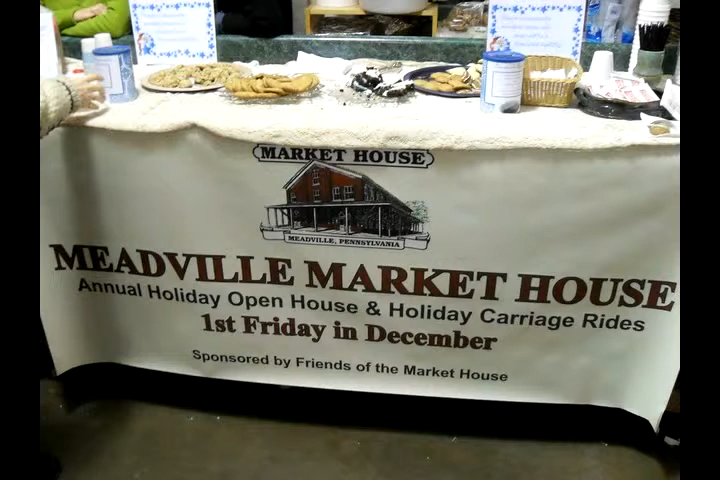 MARKET HOUSE
MEADVILLE, PENNSYLVANIA
MEADVILLE MARKET HOUSE
Annual Holiday Open House & Holiday Carriage Rides
1st Friday in December
Sponsored by Friends of the Market House